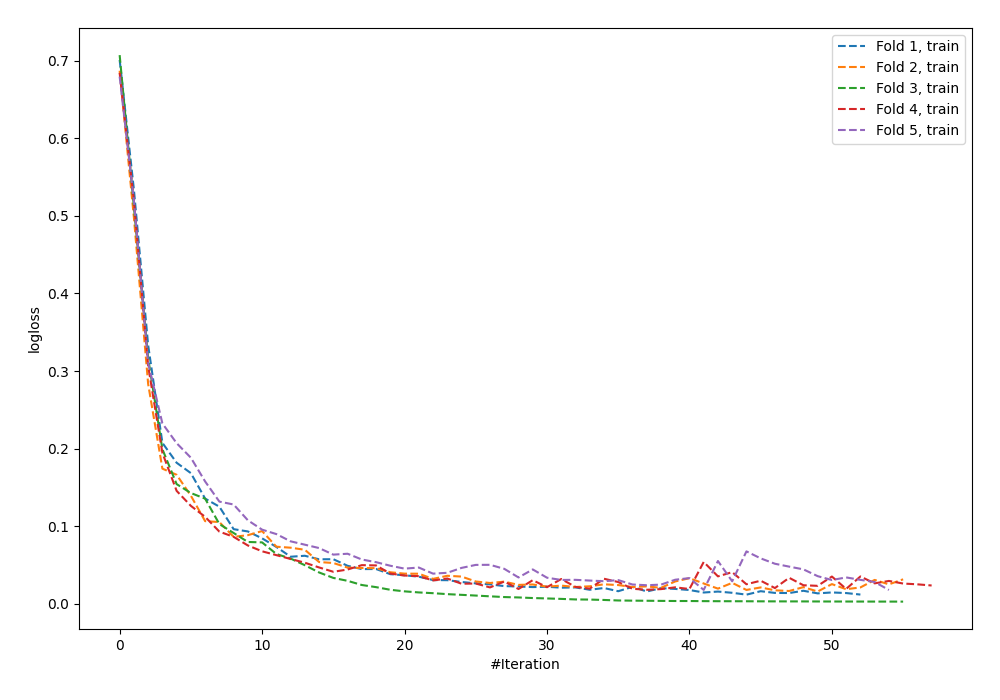 Fold 1, train
Fold 2, train
Fold 3, train
Fold 4, train
Fold 5, train
logloss
0.7
0.6
0.5
0.4
0.3
0.2
0.1
0.0
0 10 20 30 40 50
#Iteration